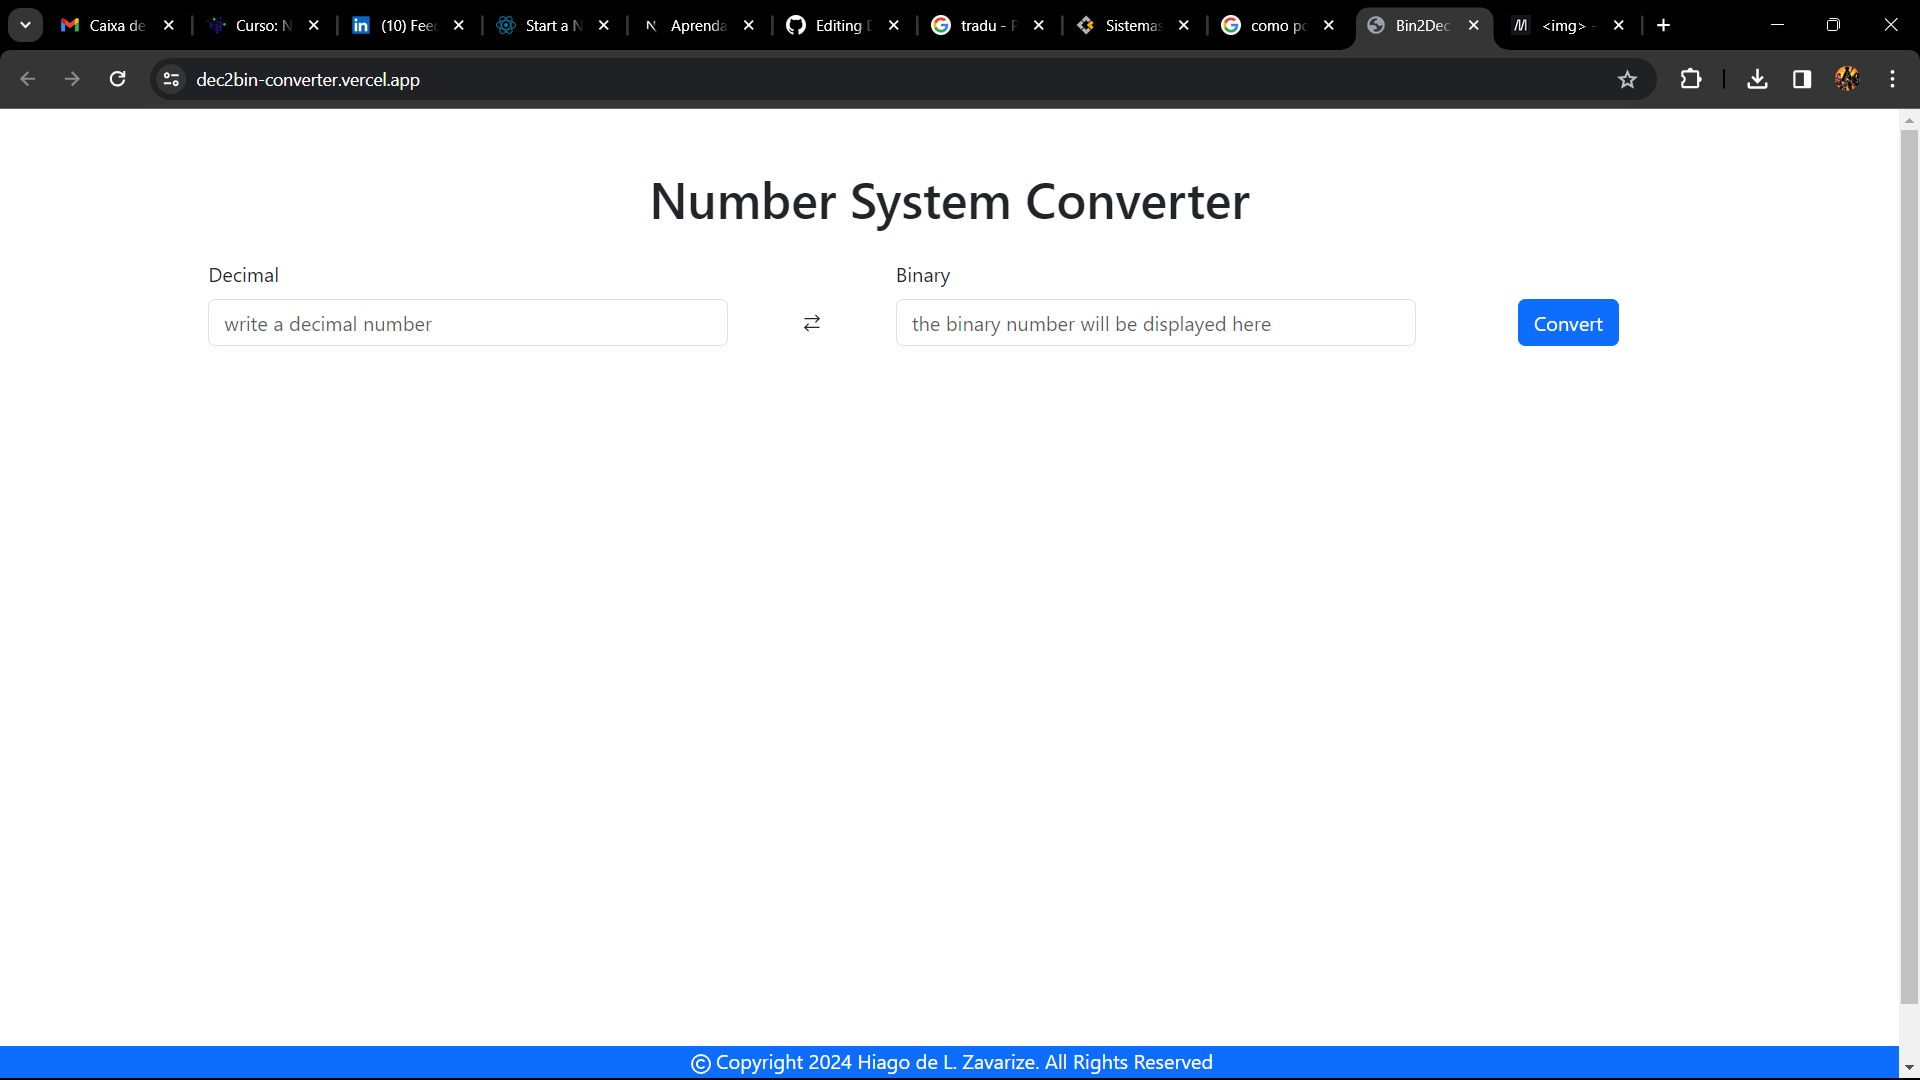 Caixa de
Curso: N
(10) Fee
Start a N
Aprenda
Editing
tradu -
Sistemas
como po
Bin2Dec
<img> -
dec2bin-converter.vercel.app
Number System Converter
Decimal
Binary
write a decimal number
the binary number will be displayed here
Convert
© Copyright 2024 Hiago de L. Zavarize. All Rights Reserved